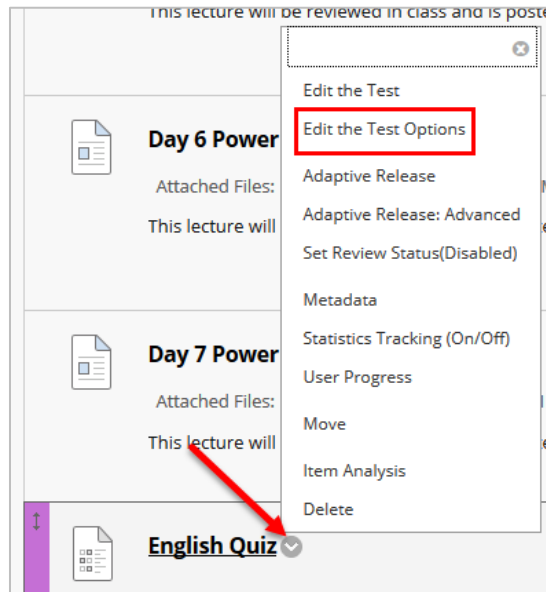 This lecture will be reviewed in class and is poste
Edit the Test
Edit the Test Options
Day 6 Power
Adaptive Release
Attached Files:
Adaptive Release: Advanced
This lecture will
Set Review Status(Disabled)
Metadata
Statistics Tracking (On/Off)
Day 7 Power
User Progress
Attached Files:
Move
This lecture will
Item Analysis
Delete
English Quiz